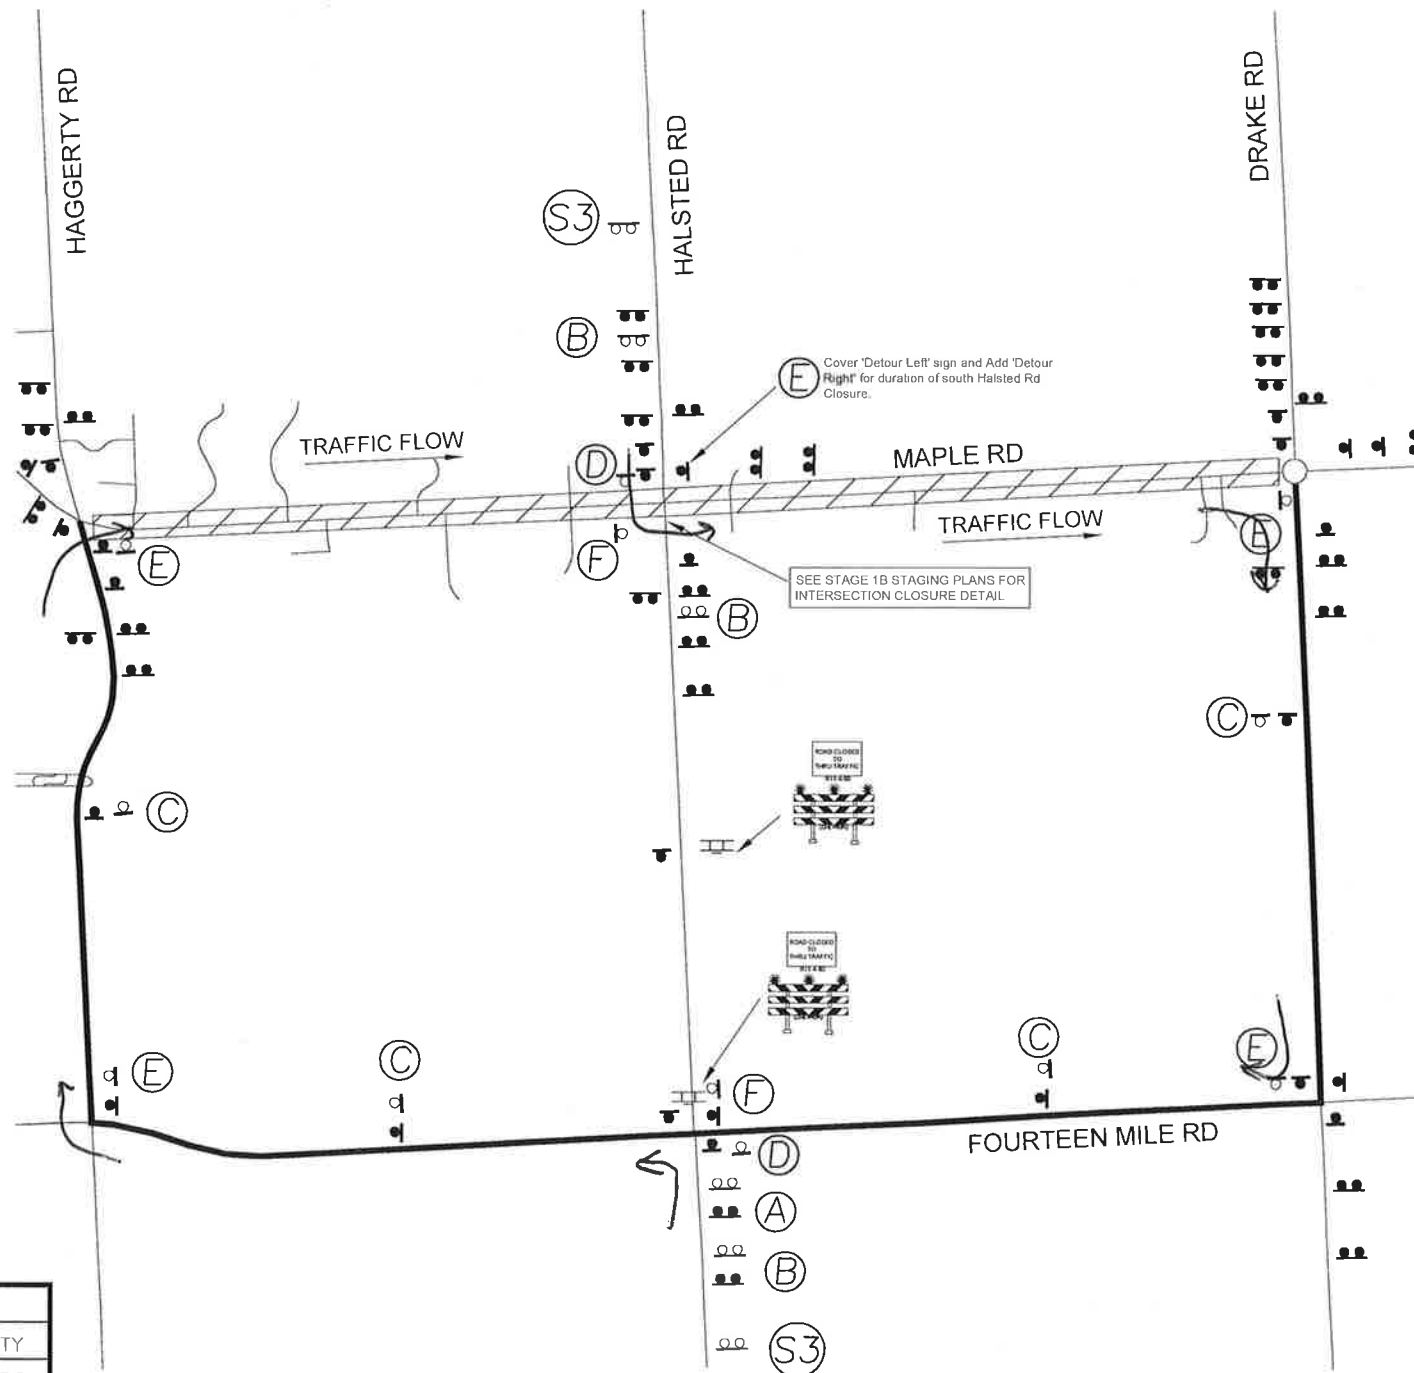 HAGGERTY RD
HALSTED RD
DRAKE RD
S3
B
E
Cover 'Detour Left' sign and Add 'Detour
Right' for duration of south Halsted Rd
Closure.
TRAFFIC FLOW
D
MAPLE RD
TRAFFIC FLOW
E
F
E
SEE STAGE 1B STAGING PLANS FOR
INTERSECTION CLOSURE DETAIL
B
C
ROAD CLOSED
TO
THRU TRAFFIC
C
ROAD CLOSED
TO
THRU TRAFFIC
E
C
C
E
F
FOURTEEN MILE RD
D
A
B
S3
TY